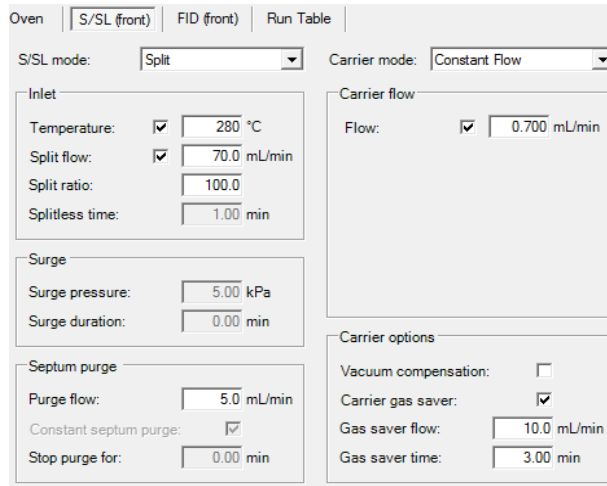 Oven S/SL (front) FID (front) Run Table
S/SL mode: Split
Carrier mode: Constant Flow
Inlet
Temperature: 280 °C
Split flow: 70.0 mL/min
Split ratio: 100.0
Splitless time: 1.00 min
Surge
Surge pressure: 5.00 kPa
Surge duration: 0.00 min
Septum purge
Purge flow: 5.0 mL/min
Constant septum purge:
Stop purge for: 0.00 min
Carrier flow
Flow: 0.700 mL/min
Carrier options
Vacuum compensation:
Carrier gas saver:
Gas saver flow: 10.0 mL/min
Gas saver time: 3.00 min